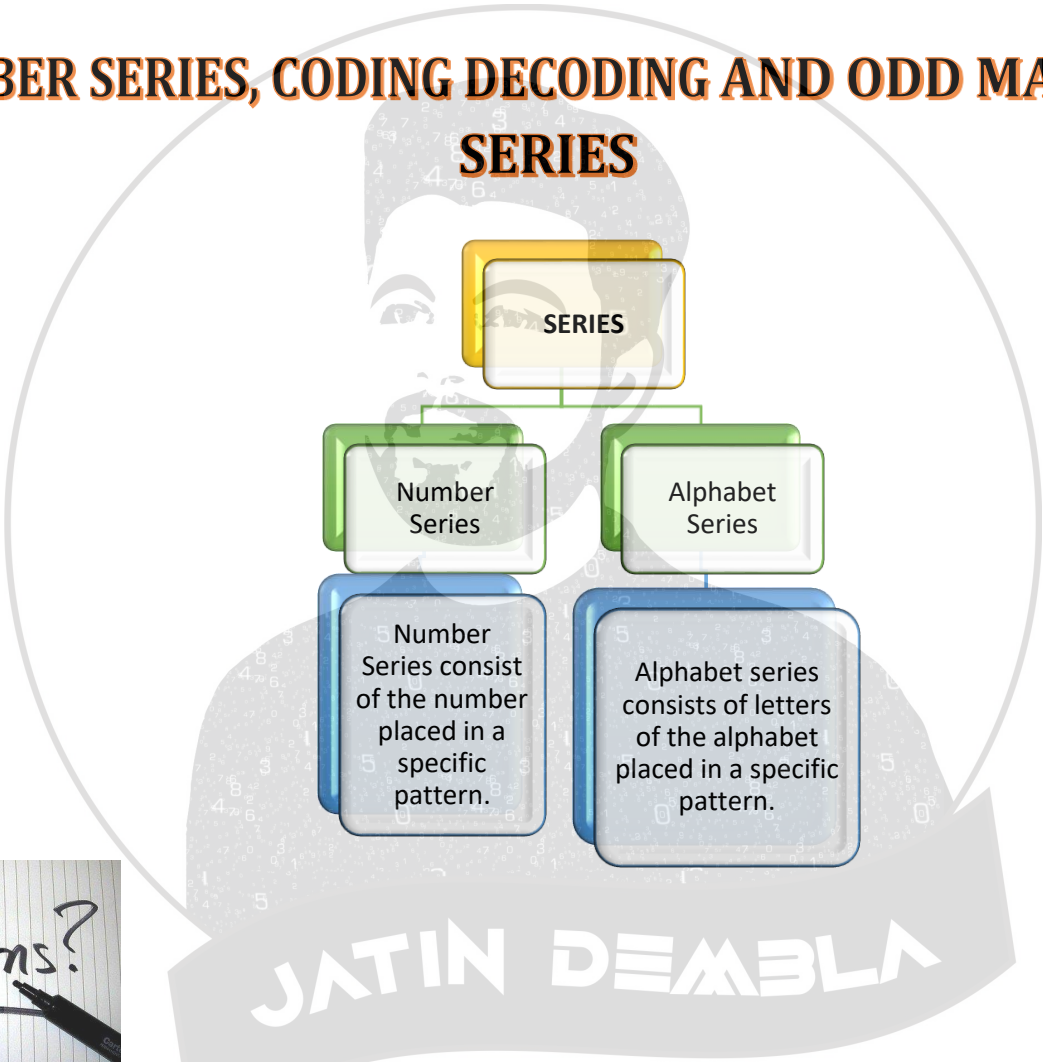 BER SERIES, CODING DECODING AND ODD MA
SERIES
SERIES
Number
Series
Alphabet
Series
Number
Series consist
of the number
placed in a
specific
pattern.
Alphabet series
consists of letters
of the alphabet
placed in a specific
pattern.
ns?
JATIN DEMBLA